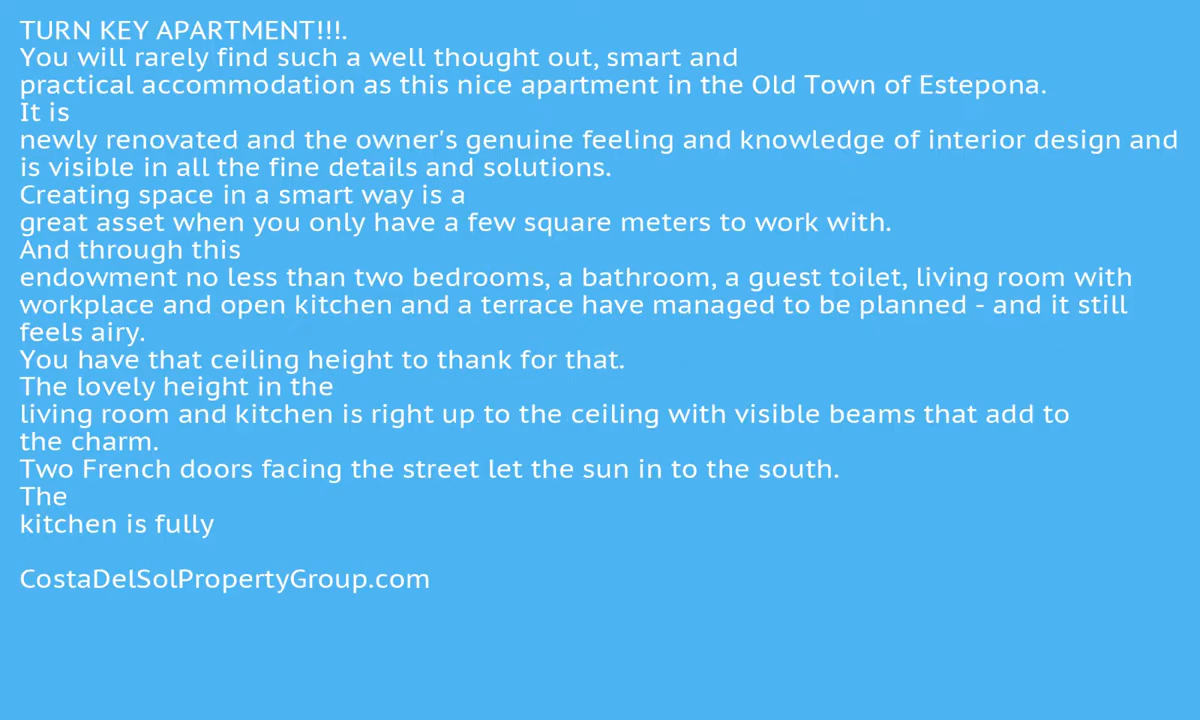 TURN KEY APARTMENT!!!.
You will rarely find such a well thought out, smart and
practical accommodation as this nice apartment in the Old Town of Estepona.
It is
newly renovated and the owner's genuine feeling and knowledge of interior design and
is visible in all the fine details and solutions.
Creating space in a smart way is a
great asset when you only have a few square meters to work with.
And through this
endowment no less than two bedrooms, a bathroom, a guest toilet, living room with
workplace and open kitchen and a terrace have managed to be planned - and it still
feels airy.
You have that ceiling height to thank for that.
The lovely height in the
living room and kitchen is right up to the ceiling with visible beams that add to
the charm.
Two French doors facing the street let the sun in to the south.
The
kitchen is fully
CostaDelSolPropertyGroup.com